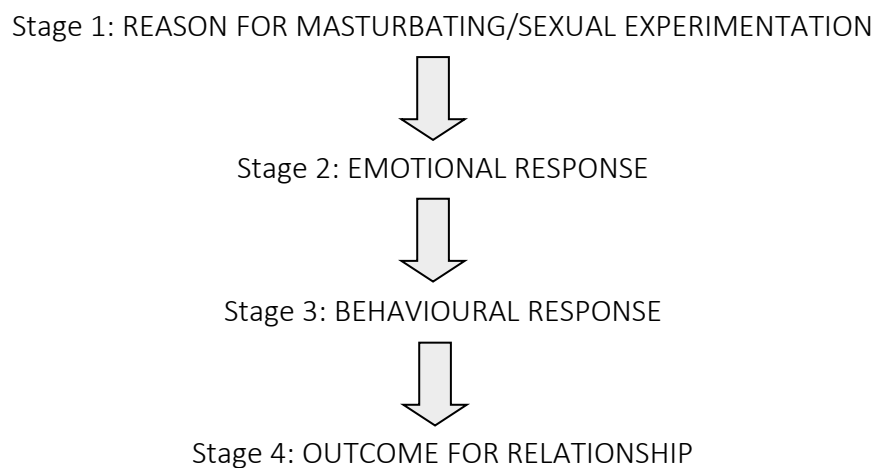 Stage 1: REASON FOR MASTURBATING/SEXUAL EXPERIMENTATION
Stage 2: EMOTIONAL RESPONSE
Stage 3: BEHAVIOURAL RESPONSE
Stage 4: OUTCOME FOR RELATIONSHIP